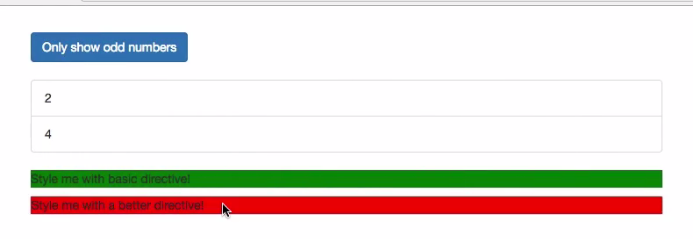 Only show odd numbers
2
4
Style me with basic directive!
Style me with a better directive!